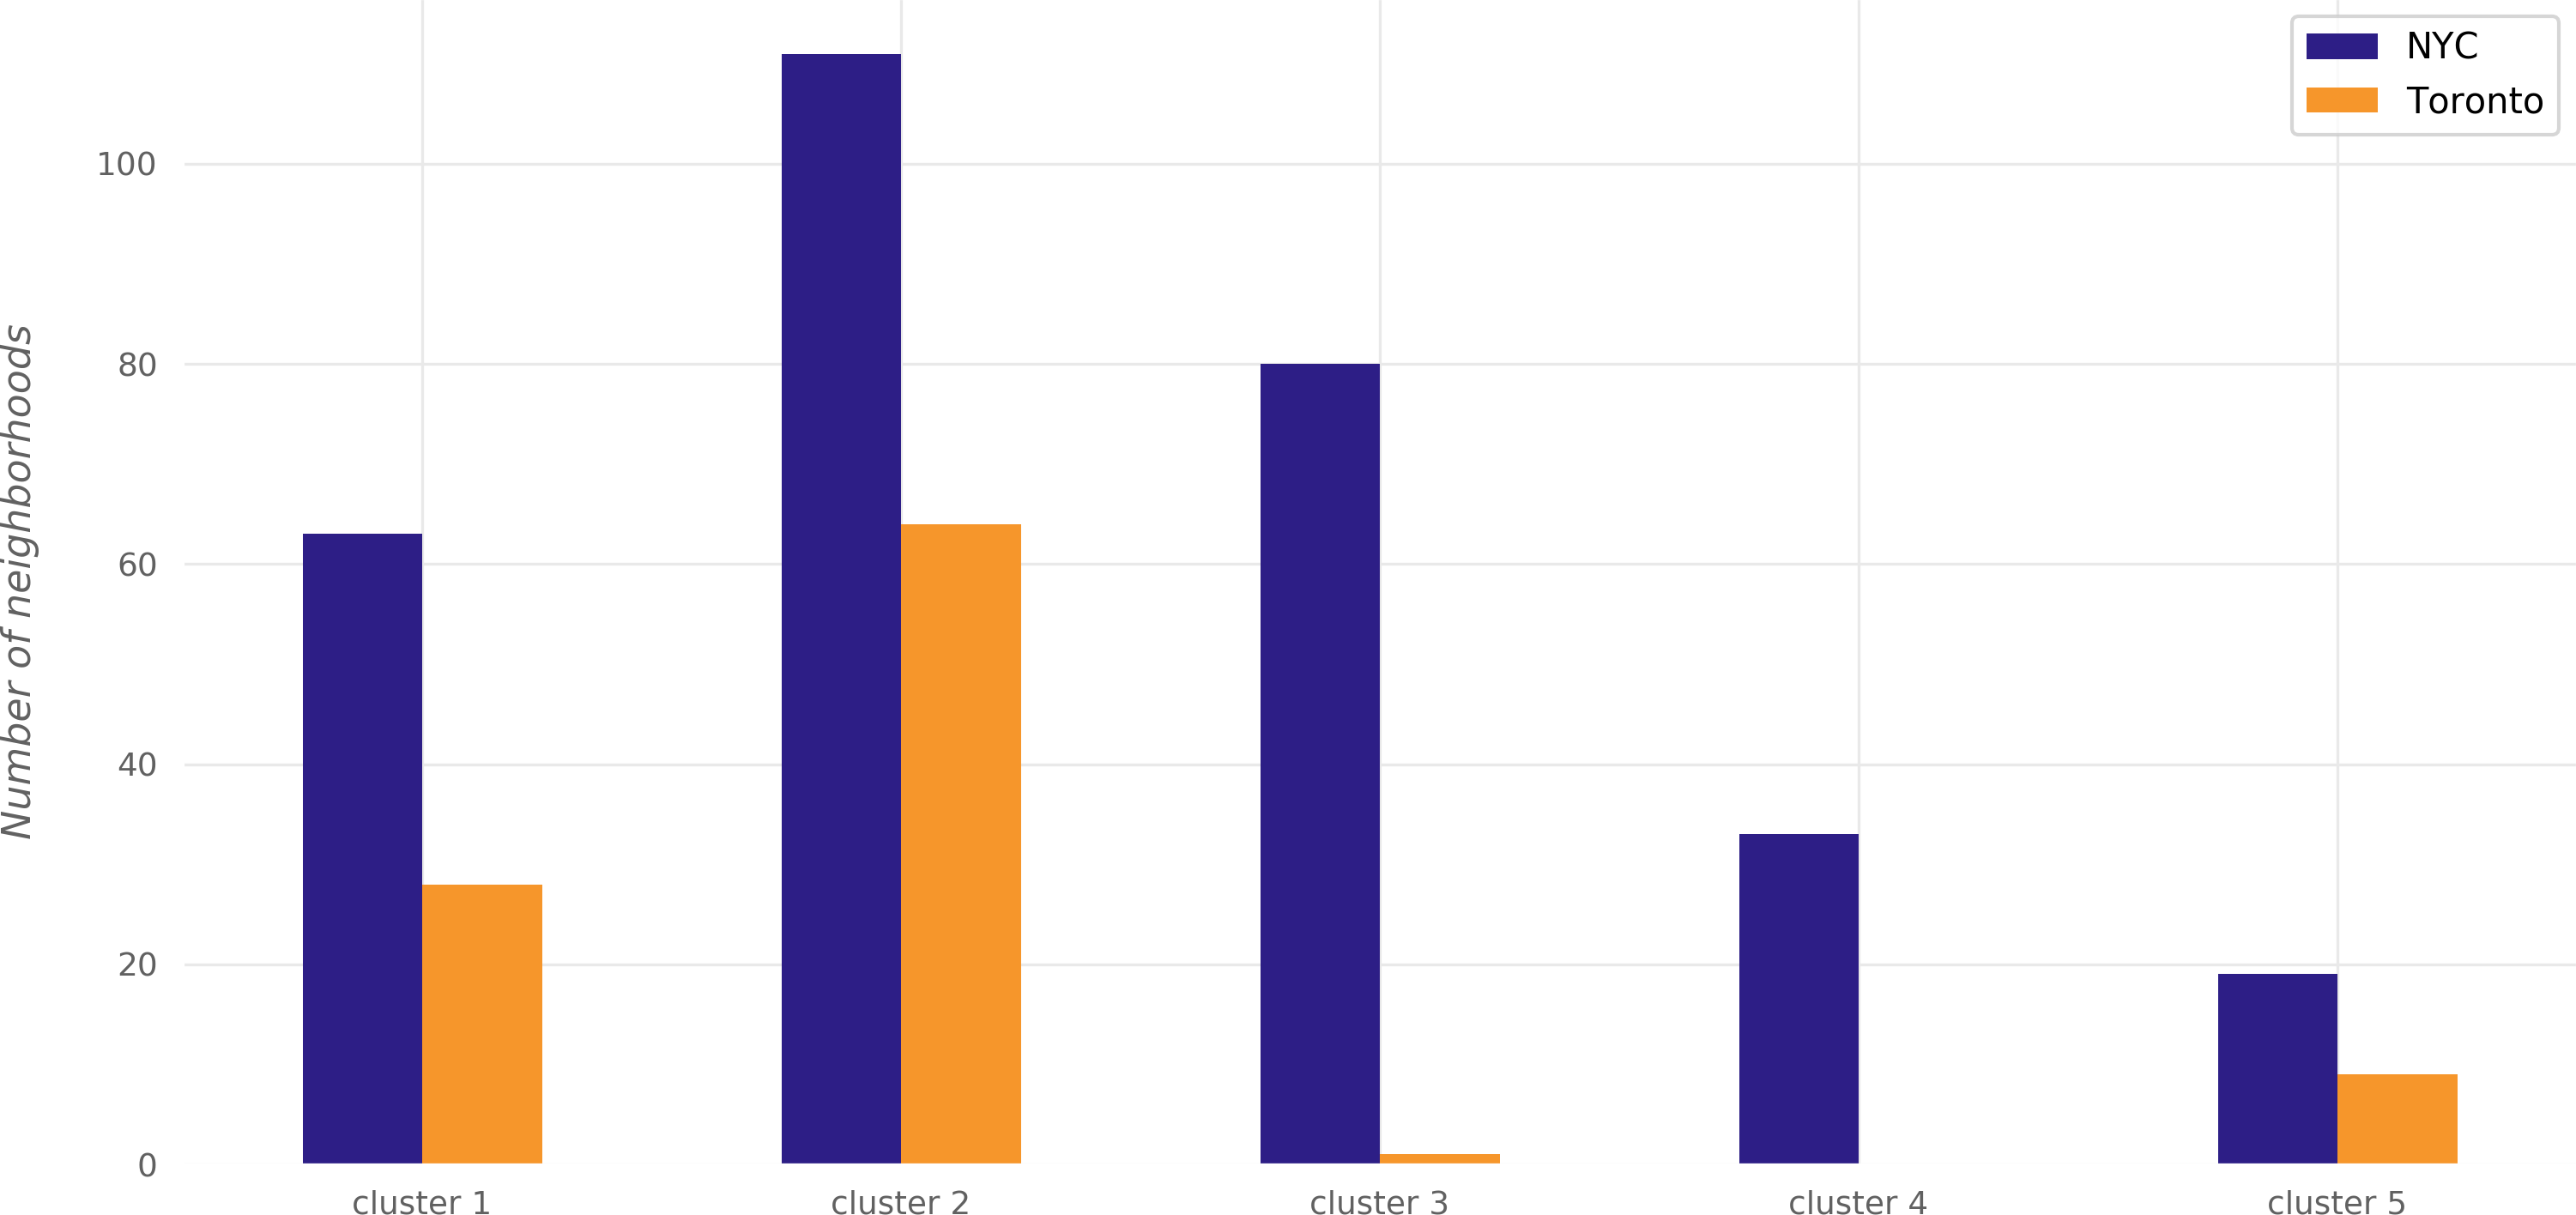 NYC
Toronto
Number of neighborhoods
100
80
60
40
20
0
cluster 1
cluster 2
cluster 3
cluster 4
cluster 5